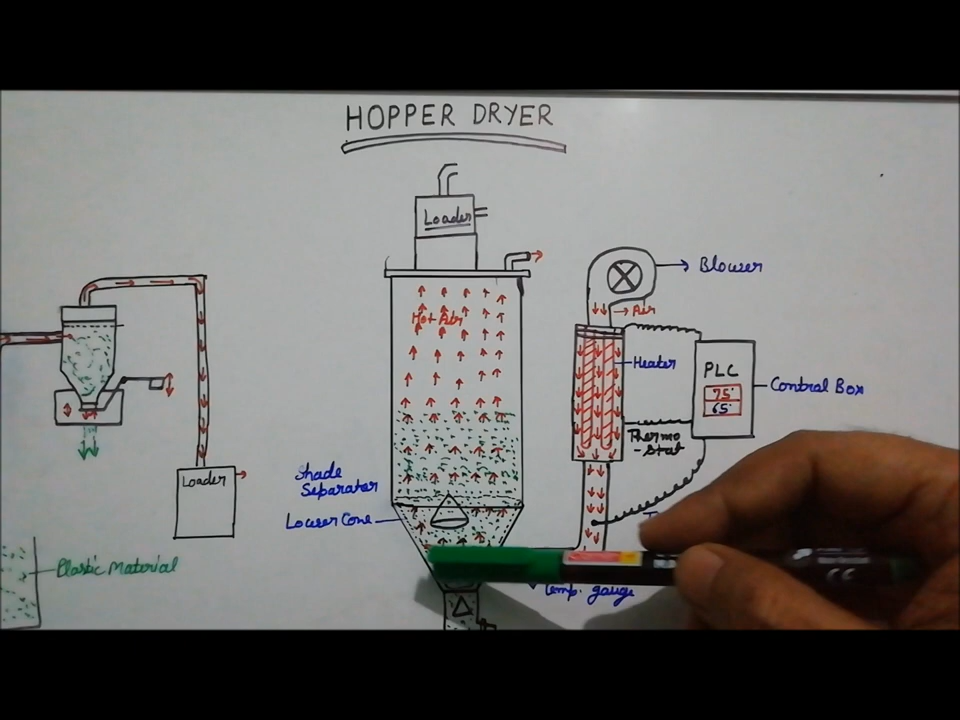 HOPPER DRYER
Loader
Blower
Air
Hot Air
Heater
PLC
75°
65°
Control Box
Thermo
-stat
Shade
Separator
Loader
Lower Cone
Plastic Material
Temp. gauge
CE